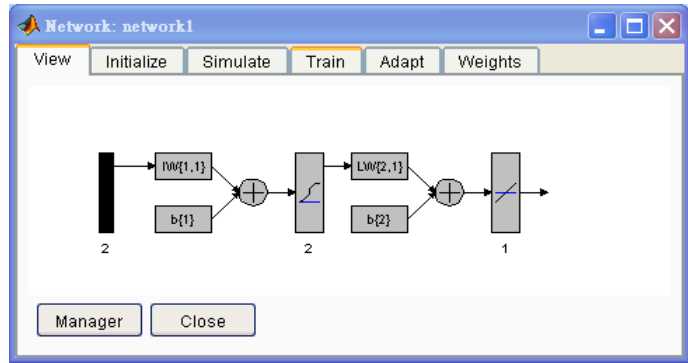 Network: network1
View Initialize Simulate Train Adapt Weights
IW{1,1} LW{2,1}
b{1} b{2}
2 2 1
Manager Close